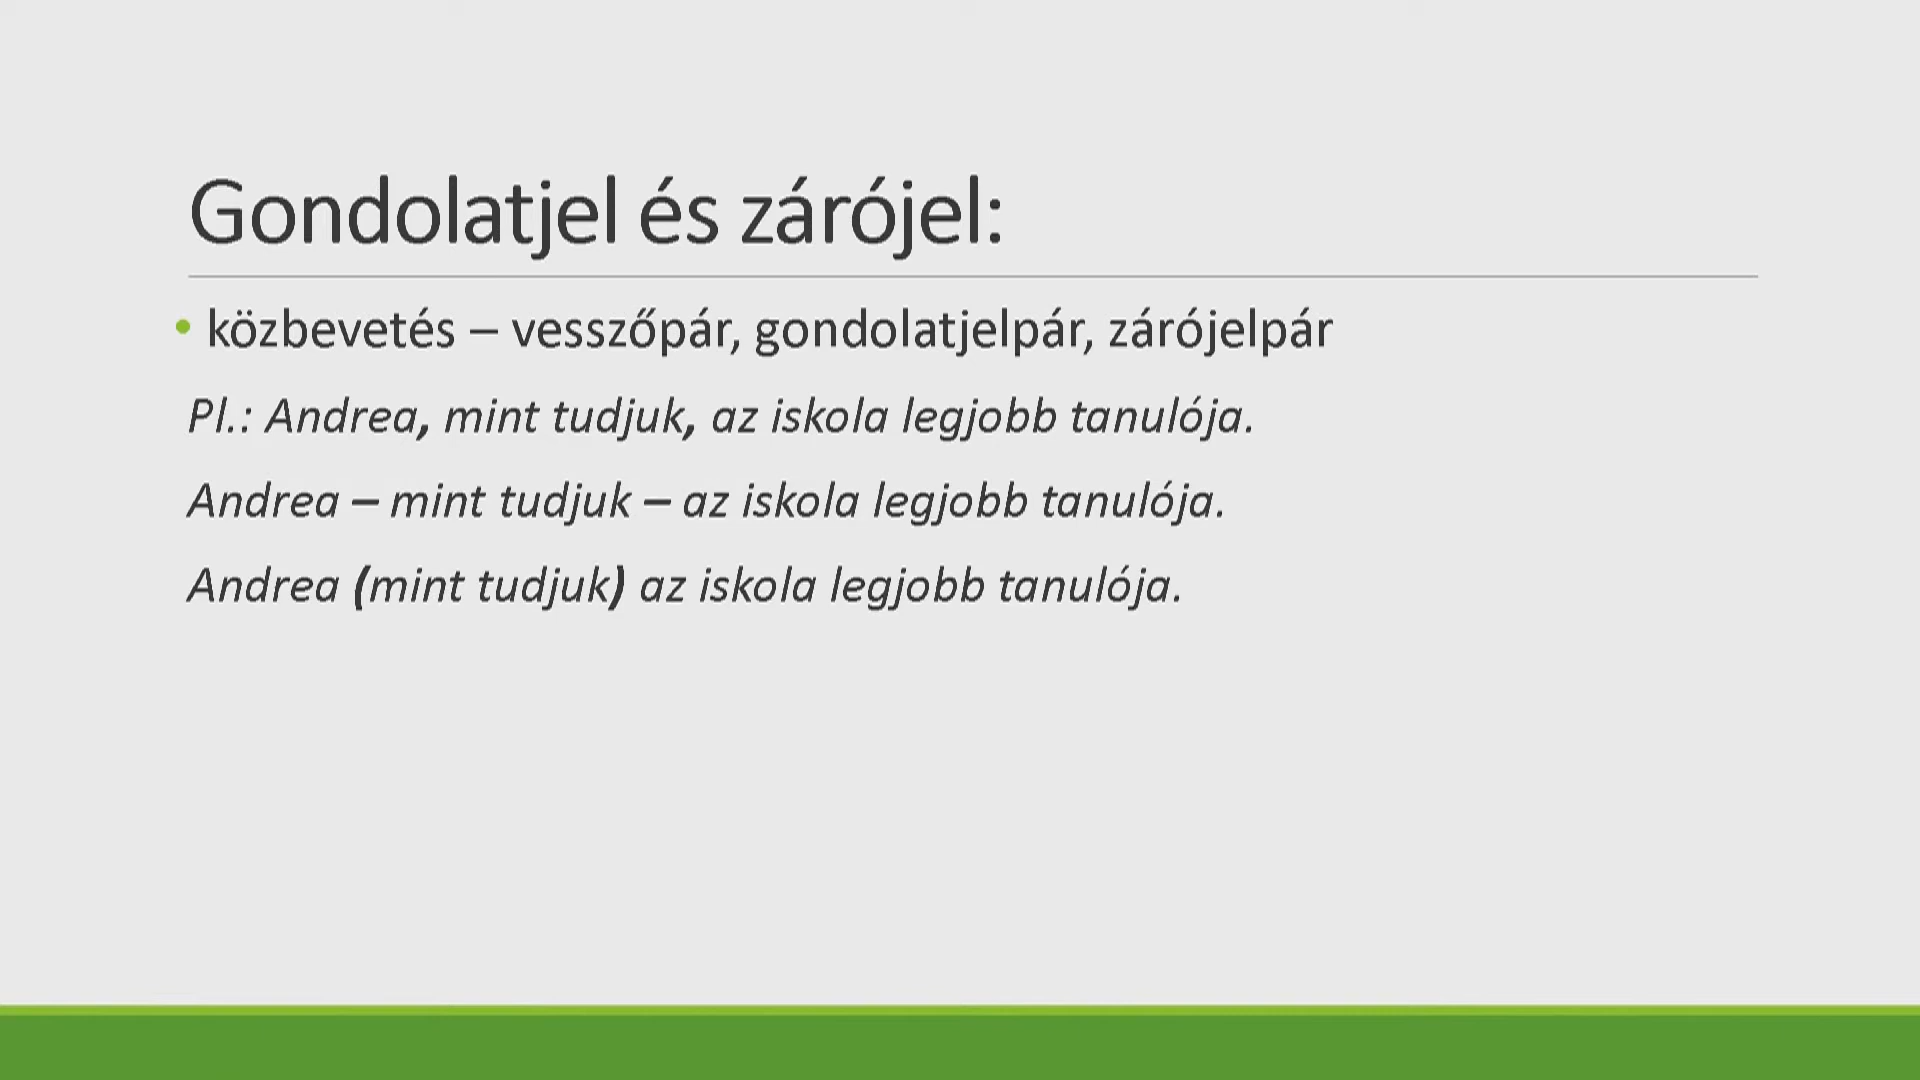 Gondolatjel és zárójel:
• közbevetés – vesszőpár, gondolatjelpár, zárójelpár
Pl.: Andrea, mint tudjuk, az iskola legjobb tanulója.
Andrea – mint tudjuk – az iskola legjobb tanulója.
Andrea (mint tudjuk) az iskola legjobb tanulója.